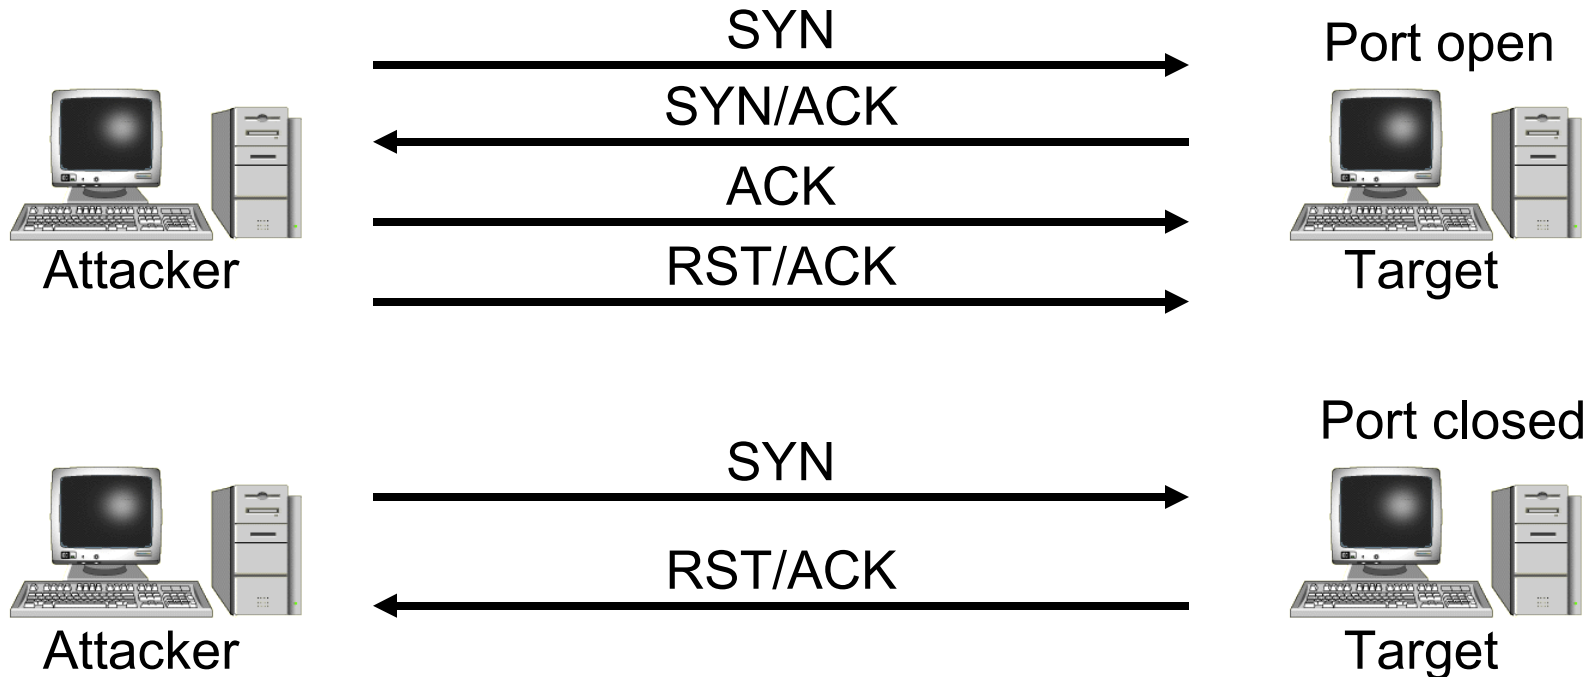 SYN
Port open
SYN/ACK
ACK
RST/ACK
Attacker
Target
Port closed
SYN
RST/ACK
Attacker
Target